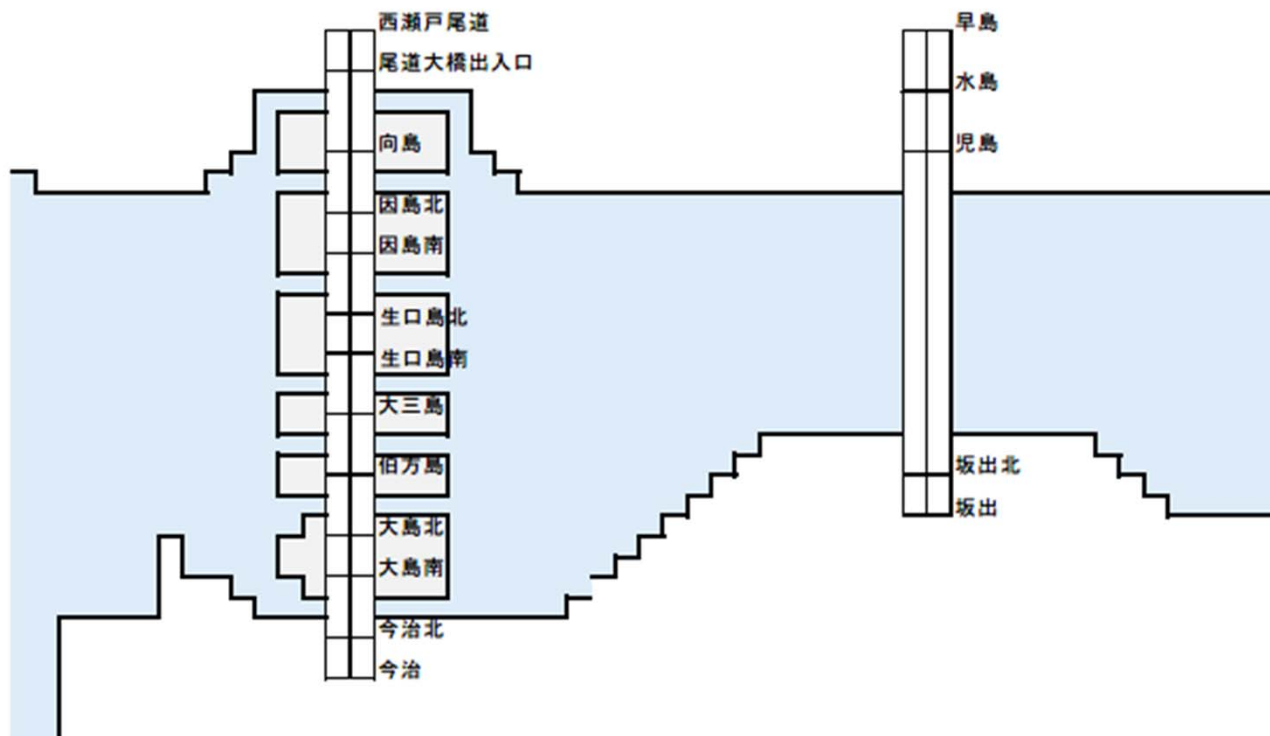 西瀬戸尾道
尾道大橋出入口
向島
因島北
因島南
生口島北
生口島南
大三島
伯方島
大島北
大島南
今治北
今治
早島
水島
児島
坂出北
坂出